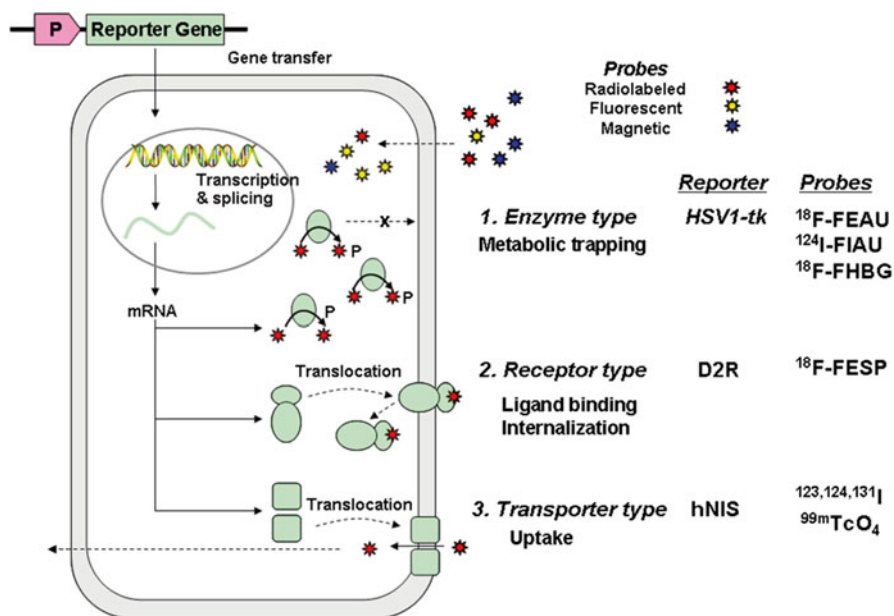 P Reporter Gene
Gene transfer
Probes
Radiolabeled
Fluorescent
Magnetic
Transcription
& splicing
mRNA
X
P
P
P
Reporter Probes
1. Enzyme type HSV1-tk ¹⁸F-FEAU
Metabolic trapping ¹²⁴I-FIAU
¹⁸F-FHBG
Translocation
2. Receptor type D2R ¹⁸F-FESP
Ligand binding
Internalization
Translocation
3. Transporter type hNIS ¹²³,¹²⁴,¹³¹I
Uptake ⁹⁹ᵐTcO₄